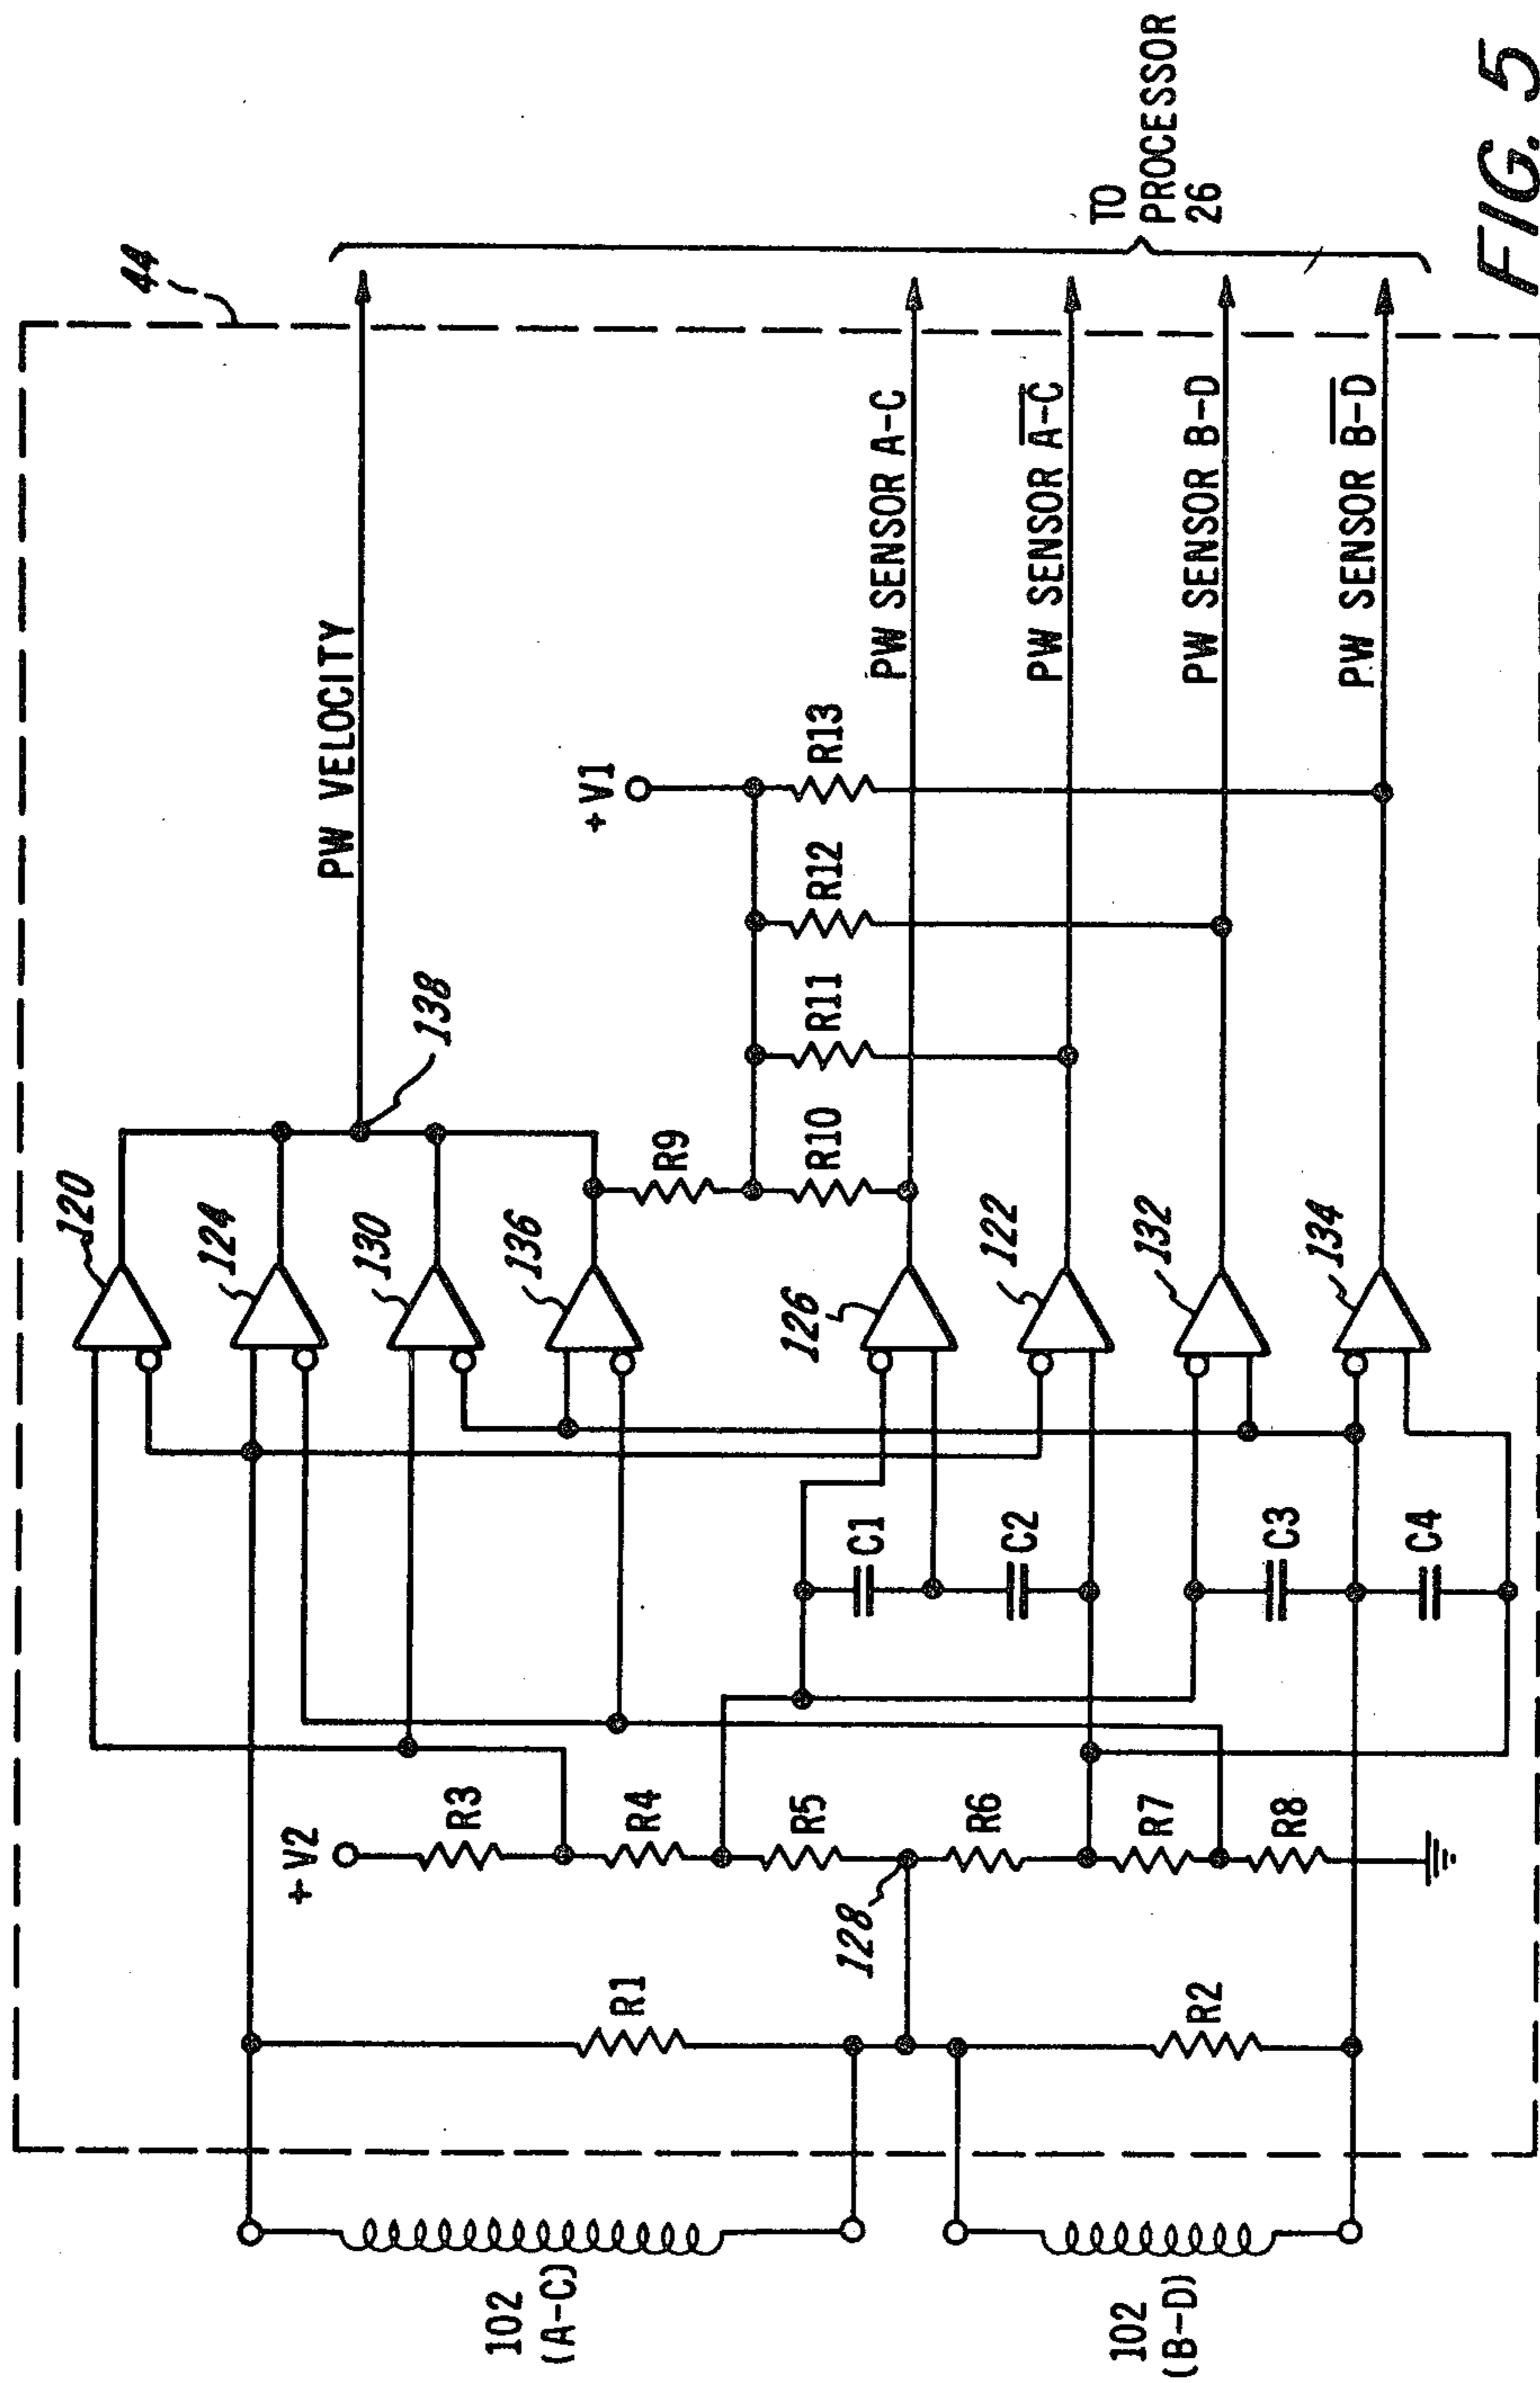 44
120
124
130
136
138
PW VELOCITY
+V2
R3
R4
R5
R6
R7
R8
128
R1
R2
102
(A-C)
102
(B-D)
C1
C2
C3
C4
126
122
132
134
R9
R10
R11
R12
R13
+V1
PW SENSOR A-C
PW SENSOR A̅-̅C
PW SENSOR B-D
PW SENSOR B̅-̅D
TO
PROCESSOR
26
FIG. 5